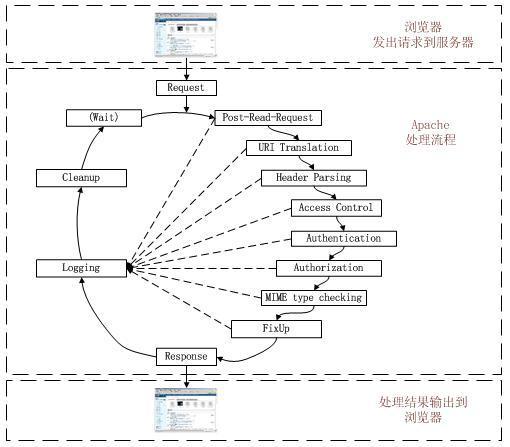 浏览器
发出请求到服务器
Request
(Wait)
Post-Read-Request
Apache
处理流程
URI Translation
Cleanup
Header Parsing
Access Control
Authentication
Logging
Authorization
MIME type checking
FixUp
Response
处理结果输出到
浏览器